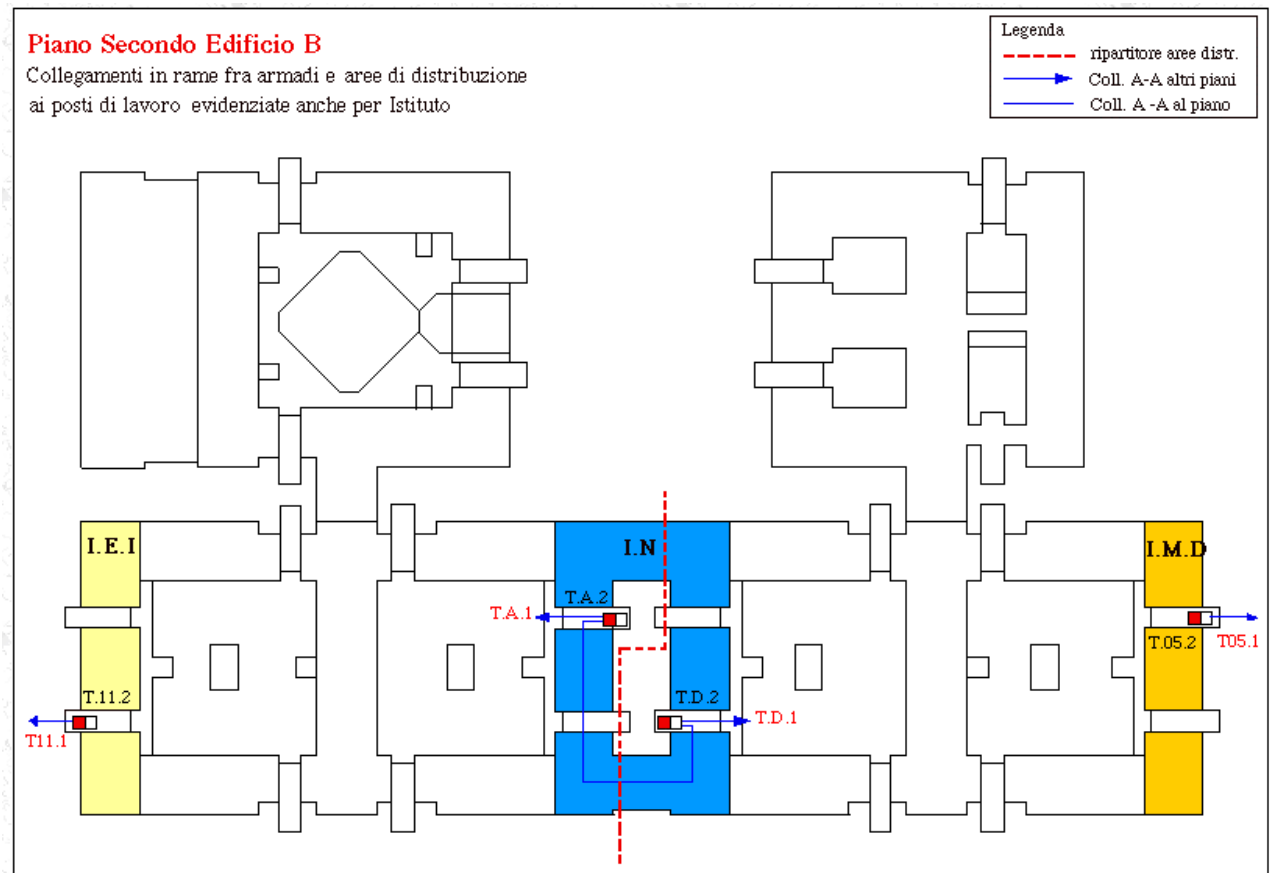 Piano Secondo Edificio B
Collegamenti in rame fra armadi e aree di distribuzione
ai posti di lavoro evidenziate anche per Istituto
Legenda
ripartitore aree distr.
Coll. A-A altri piani
Coll. A -A al piano
I.E.I
I.N
I.M.D
T.A.2
T.A.1
T.05.2
T05.1
T.11.2
T.D.2
T.D.1
T11.1